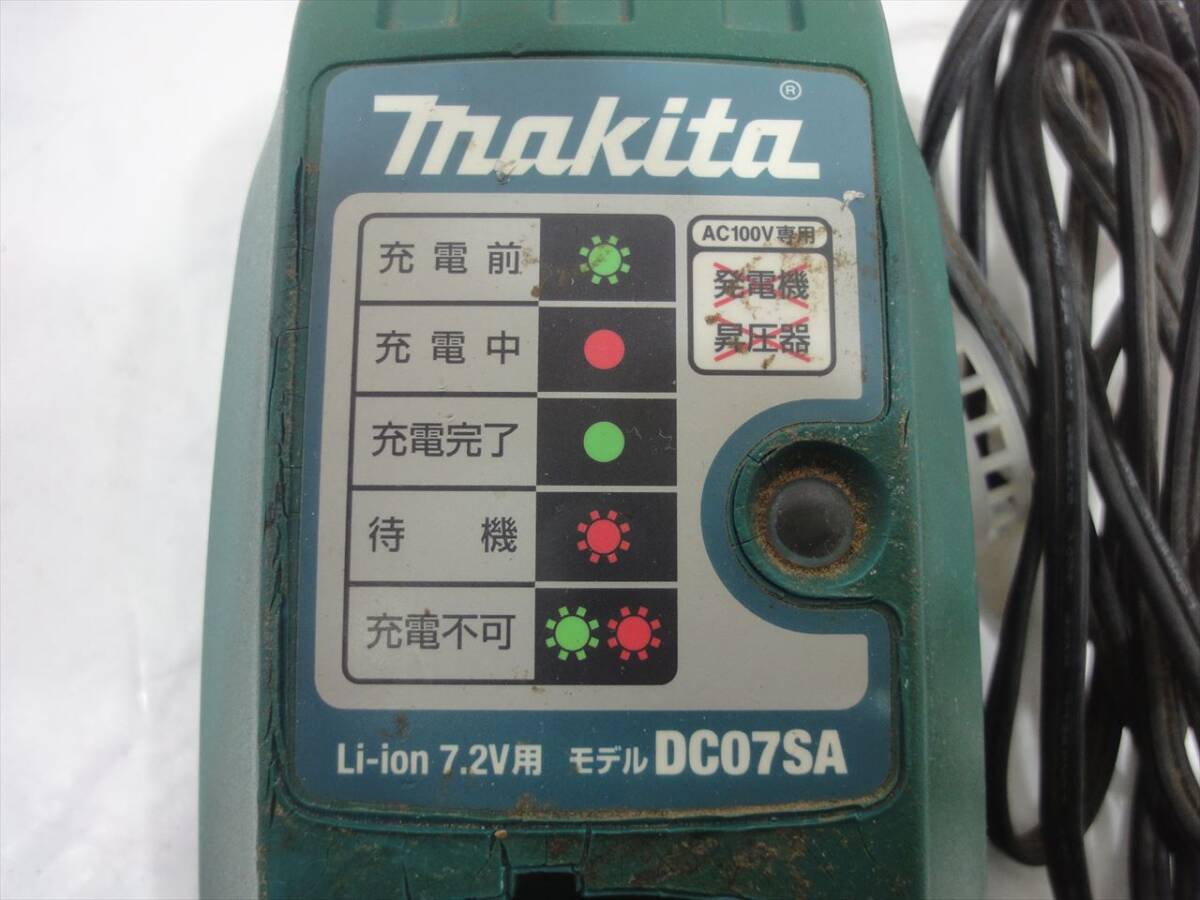 makita®
充電前
充電中
充電完了
待機
充電不可
AC100V専用
発電機
昇圧器
Li-ion 7.2V用 モデル DC07SA